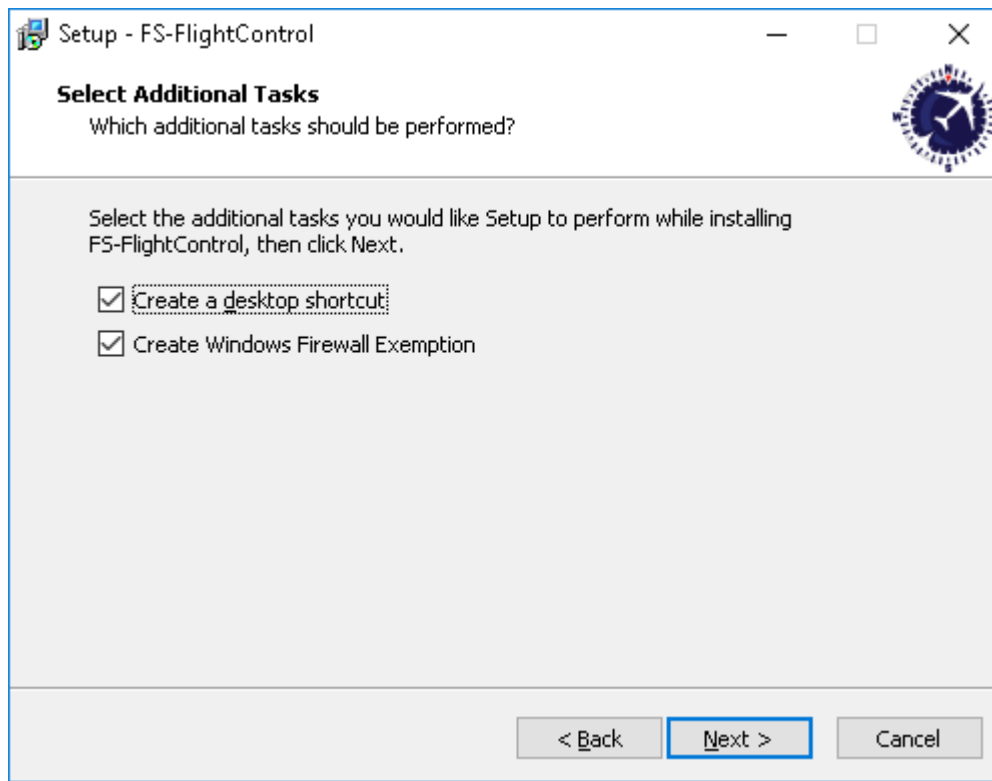 Setup - FS-FlightControl
Select Additional Tasks
Which additional tasks should be performed?
Select the additional tasks you would like Setup to perform while installing
FS-FlightControl, then click Next.
Create a desktop shortcut
Create Windows Firewall Exemption
< Back
Next >
Cancel